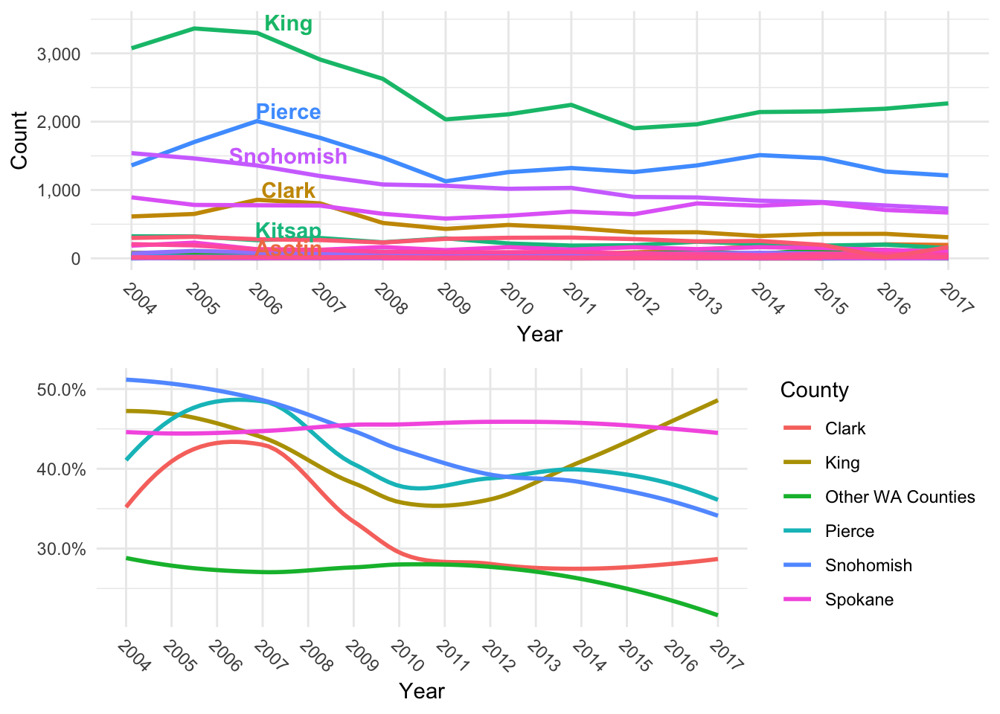 King
3,000
Pierce
2,000
Count
Snohomish
Clark
1,000
Kitsap
Asotin
0
2004 2005 2006 2007 2008 2009 2010 2011 2012 2013 2014 2015 2016 2017
Year
50.0%
40.0%
30.0%
2004 2005 2006 2007 2008 2009 2010 2011 2012 2013 2014 2015 2016 2017
Year
County
Clark
King
Other WA Counties
Pierce
Snohomish
Spokane